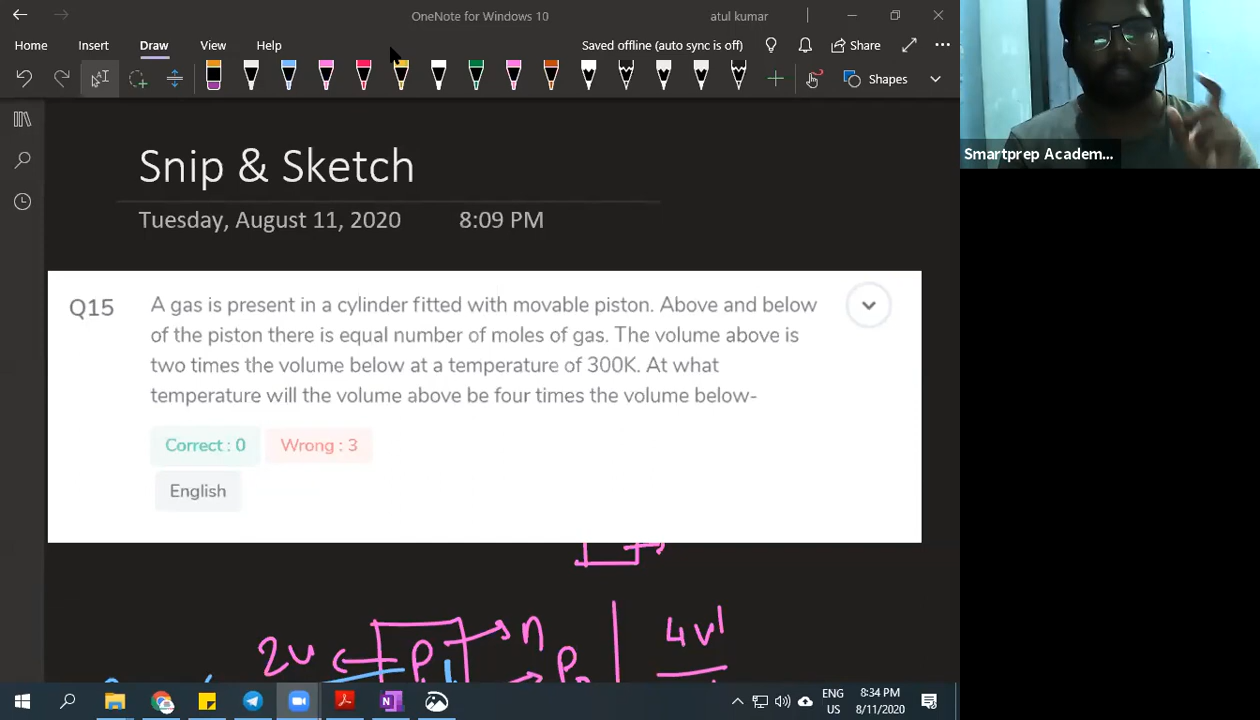 OneNote for Windows 10
atul kumar
Home Insert Draw View Help
Saved offline (auto sync is off)
Share
Shapes
Smartprep Academ...
Snip & Sketch
Tuesday, August 11, 2020 8:09 PM
Q15
A gas is present in a cylinder fitted with movable piston. Above and below
of the piston there is equal number of moles of gas. The volume above is
two times the volume below at a temperature of 300K. At what
temperature will the volume above be four times the volume below-
Correct : 0 Wrong : 3
English
2v P1 n
4v'
ENG 8:34 PM
US 8/11/2020